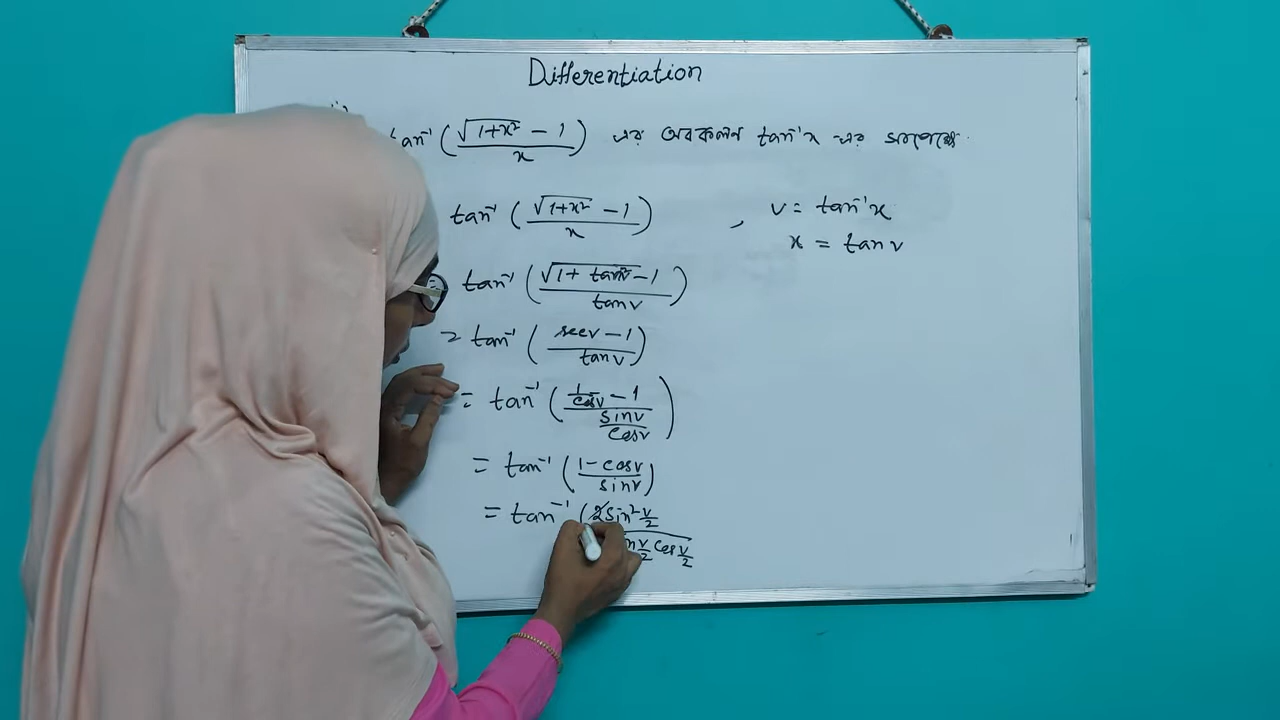 Differentiation
tan⁻¹ ( (√(1+x²) - 1) / x ) এর অবকলন tan⁻¹x এর সাপেক্ষে
tan⁻¹ ( (√(1+x²) - 1) / x ) , v = tan⁻¹x
x = tan v
tan⁻¹ ( (√(1 + tan²v) - 1) / tan v )
= tan⁻¹ ( (sec v - 1) / tan v )
= tan⁻¹ ( (1/cos v - 1) / (sin v / cos v) )
= tan⁻¹ ( (1 - cos v) / sin v )
= tan⁻¹ ( 2sin² v/2
v/2 cos v/2